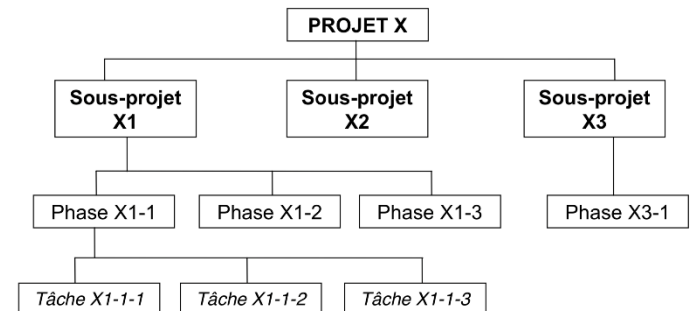 PROJET X
Sous-projet
X1
Sous-projet
X2
Sous-projet
X3
Phase X1-1
Phase X1-2
Phase X1-3
Phase X3-1
Tâche X1-1-1
Tâche X1-1-2
Tâche X1-1-3